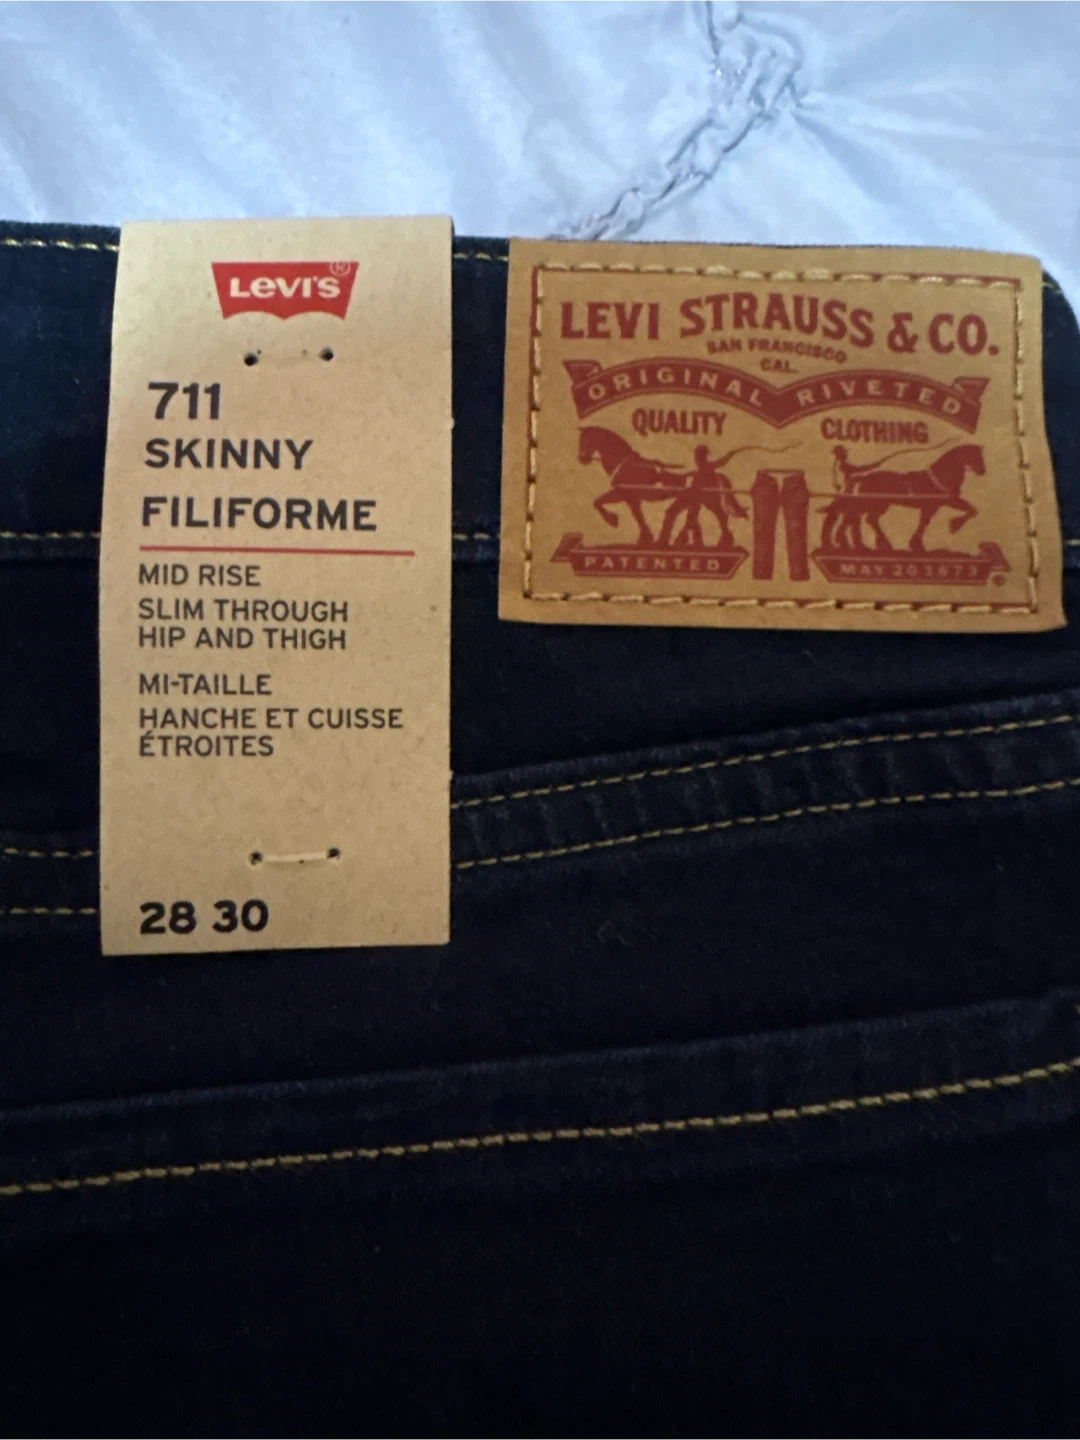 LEVI'S®
711
SKINNY
FILIFORME
MID RISE
SLIM THROUGH
HIP AND THIGH
MI-TAILLE
HANCHE ET CUISSE
ÉTROITES
28 30
LEVI STRAUSS & CO.
SAN FRANCISCO
CAL.
ORIGINAL RIVETED
QUALITY CLOTHING
PATENTED MAY 20 1873